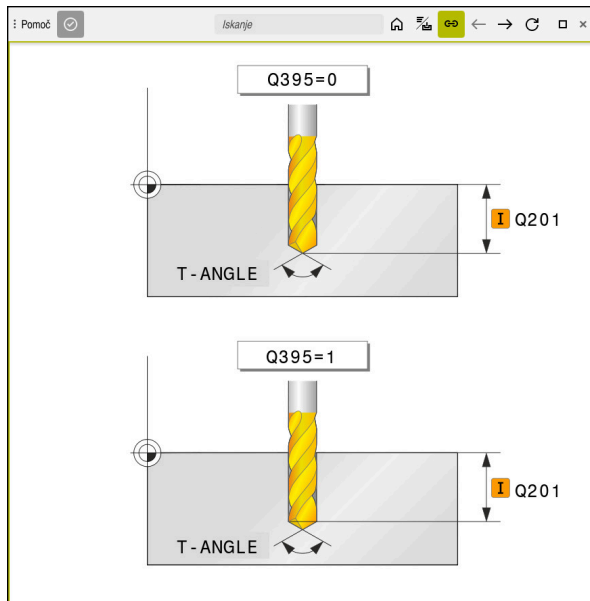 Pomoč
Iskanje
Q395=0
I Q201
T-ANGLE
Q395=1
I Q201
T-ANGLE